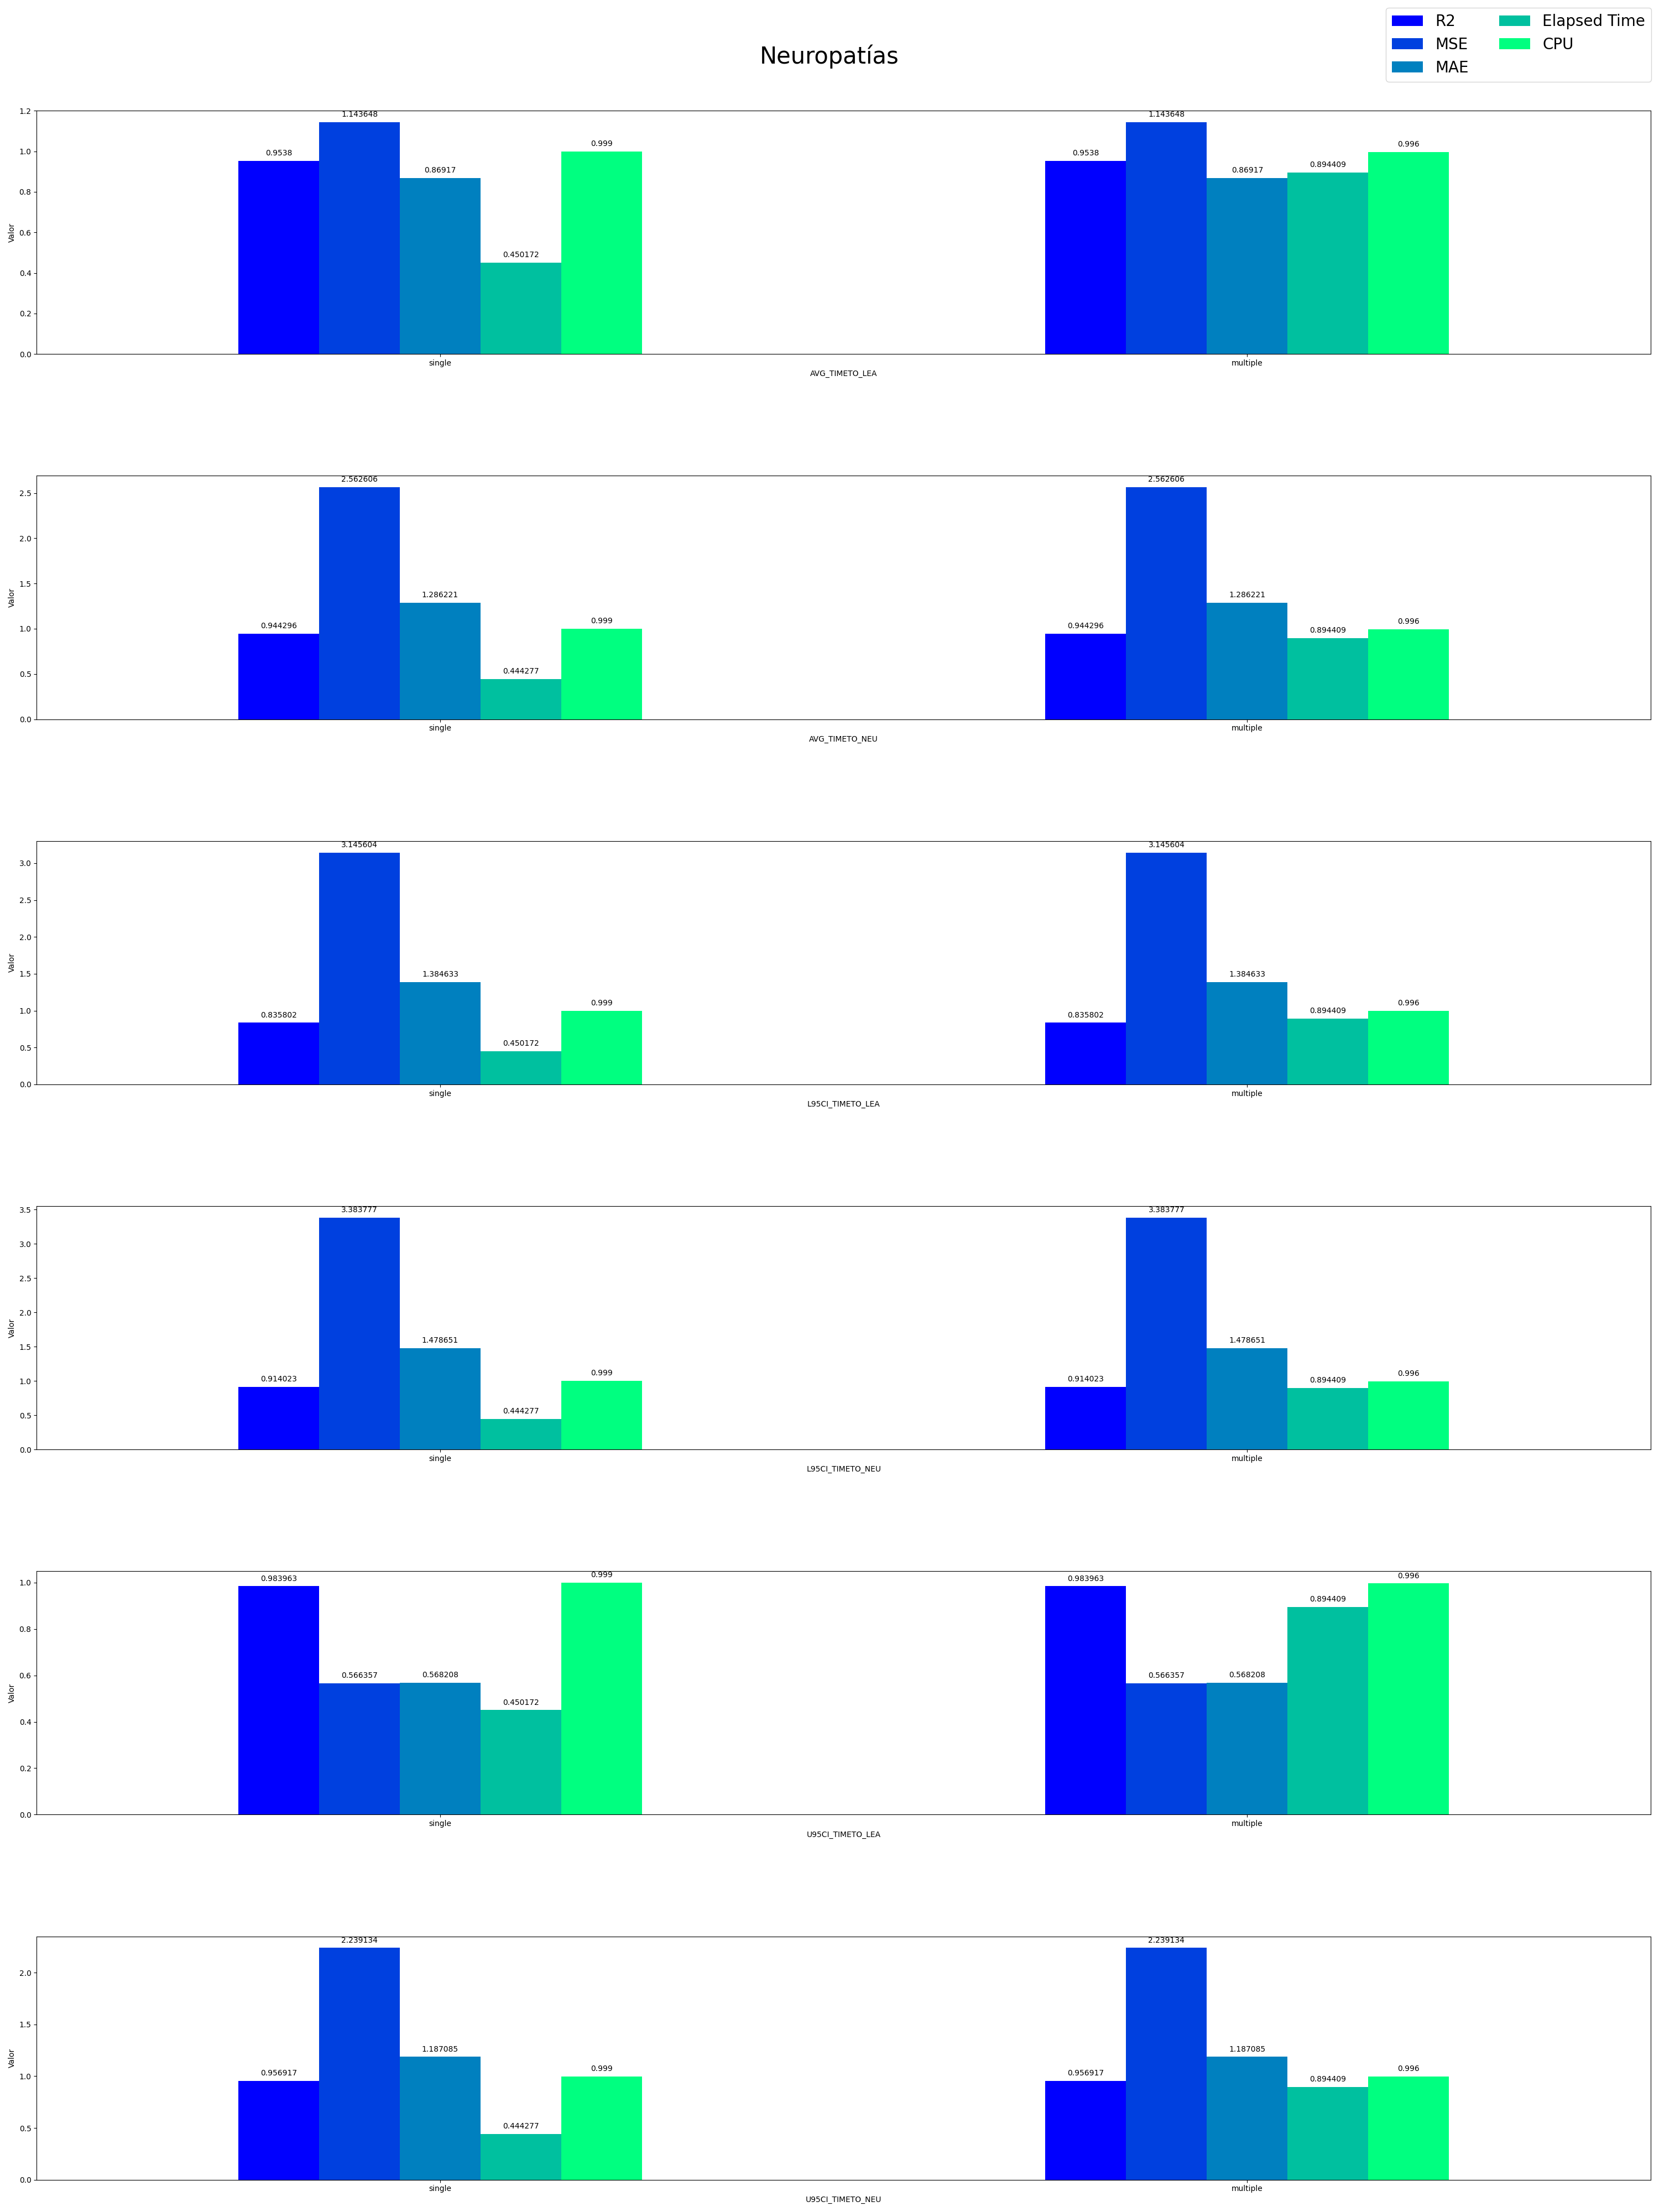 R2 Elapsed Time
MSE CPU
MAE
Neuropatías
1.2
1.0
0.8
0.6
0.4
0.2
0.0
Valor
0.9538 1.143648 0.86917 0.450172 0.999
0.9538 1.143648 0.86917 0.894409 0.996
single multiple
AVG_TIMETO_LEA
2.5
2.0
1.5
1.0
0.5
0.0
Valor
0.944296 2.562606 1.286221 0.444277 0.999
0.944296 2.562606 1.286221 0.894409 0.996
single multiple
AVG_TIMETO_NEU
3.0
2.5
2.0
1.5
1.0
0.5
0.0
Valor
0.835802 3.145604 1.384633 0.450172 0.999
0.835802 3.145604 1.384633 0.894409 0.996
single multiple
L95CI_TIMETO_LEA
3.5
3.0
2.5
2.0
1.5
1.0
0.5
0.0
Valor
0.914023 3.383777 1.478651 0.444277 0.999
0.914023 3.383777 1.478651 0.894409 0.996
single multiple
L95CI_TIMETO_NEU
1.0
0.8
0.6
0.4
0.2
0.0
Valor
0.983963 0.566357 0.568208 0.450172 0.999
0.983963 0.566357 0.568208 0.894409 0.996
single multiple
U95CI_TIMETO_LEA
2.0
1.5
1.0
0.5
0.0
Valor
0.956917 2.239134 1.187085 0.444277 0.999
0.956917 2.239134 1.187085 0.894409 0.996
single multiple
U95CI_TIMETO_NEU